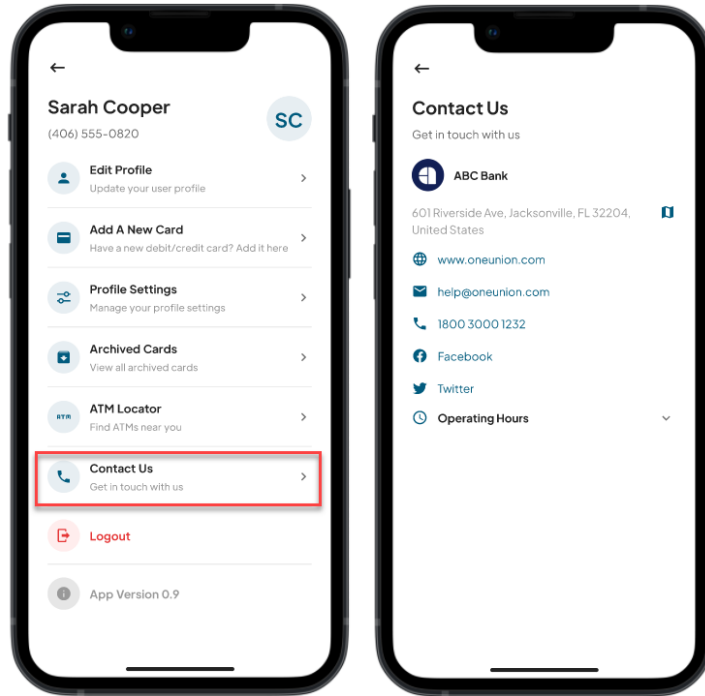 Sarah Cooper
SC
(406) 555-0820
Edit Profile
Update your user profile
Add A New Card
Have a new debit/credit card? Add it here
Profile Settings
Manage your profile settings
Archived Cards
View all archived cards
ATM
ATM Locator
Find ATMs near you
Contact Us
Get in touch with us
Logout
App Version 0.9
Contact Us
Get in touch with us
ABC Bank
601 Riverside Ave, Jacksonville, FL 32204,
United States
www.oneunion.com
help@oneunion.com
1800 3000 1232
Facebook
Twitter
Operating Hours